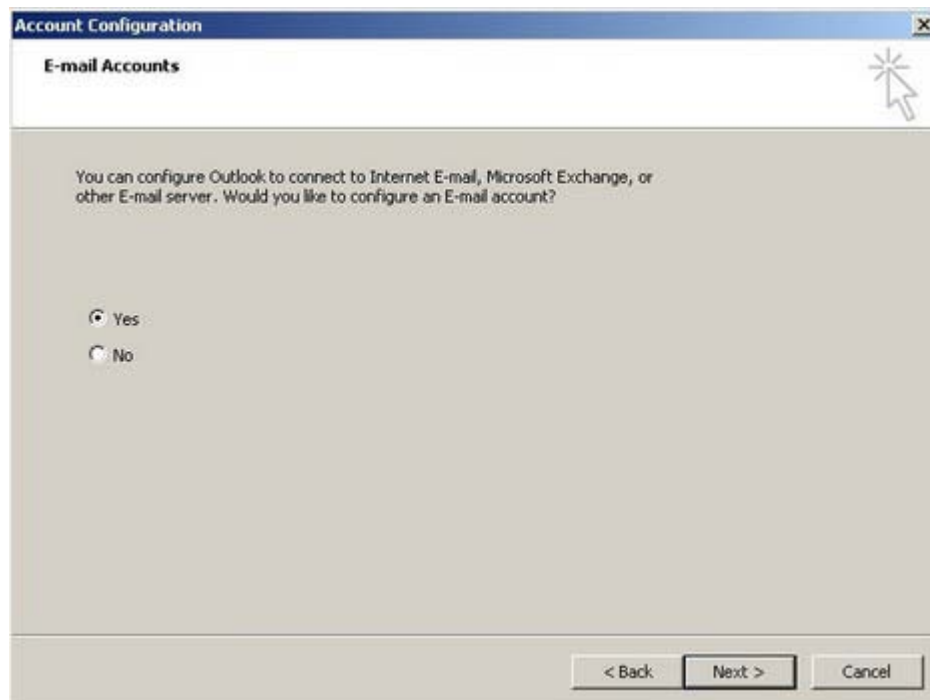 Account Configuration
E-mail Accounts
You can configure Outlook to connect to Internet E-mail, Microsoft Exchange, or
other E-mail server. Would you like to configure an E-mail account?
Yes
No
< Back Next > Cancel